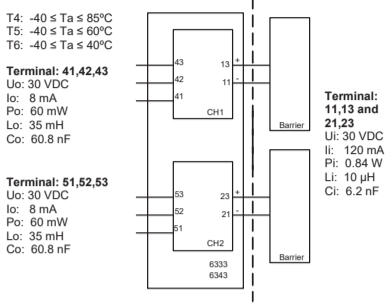 T4: -40 ≤ Ta ≤ 85ºC
T5: -40 ≤ Ta ≤ 60ºC
T6: -40 ≤ Ta ≤ 40ºC
Terminal: 41,42,43
Uo: 30 VDC
Io: 8 mA
Po: 60 mW
Lo: 35 mH
Co: 60.8 nF
Terminal: 51,52,53
Uo: 30 VDC
Io: 8 mA
Po: 60 mW
Lo: 35 mH
Co: 60.8 nF
43
42
41
13 +
11 -
CH1
53
52
51
23 +
21 -
CH2
6333
6343
Barrier
Barrier
Terminal:
11,13 and
21,23
Ui: 30 VDC
Ii: 120 mA
Pi: 0.84 W
Li: 10 µH
Ci: 6.2 nF